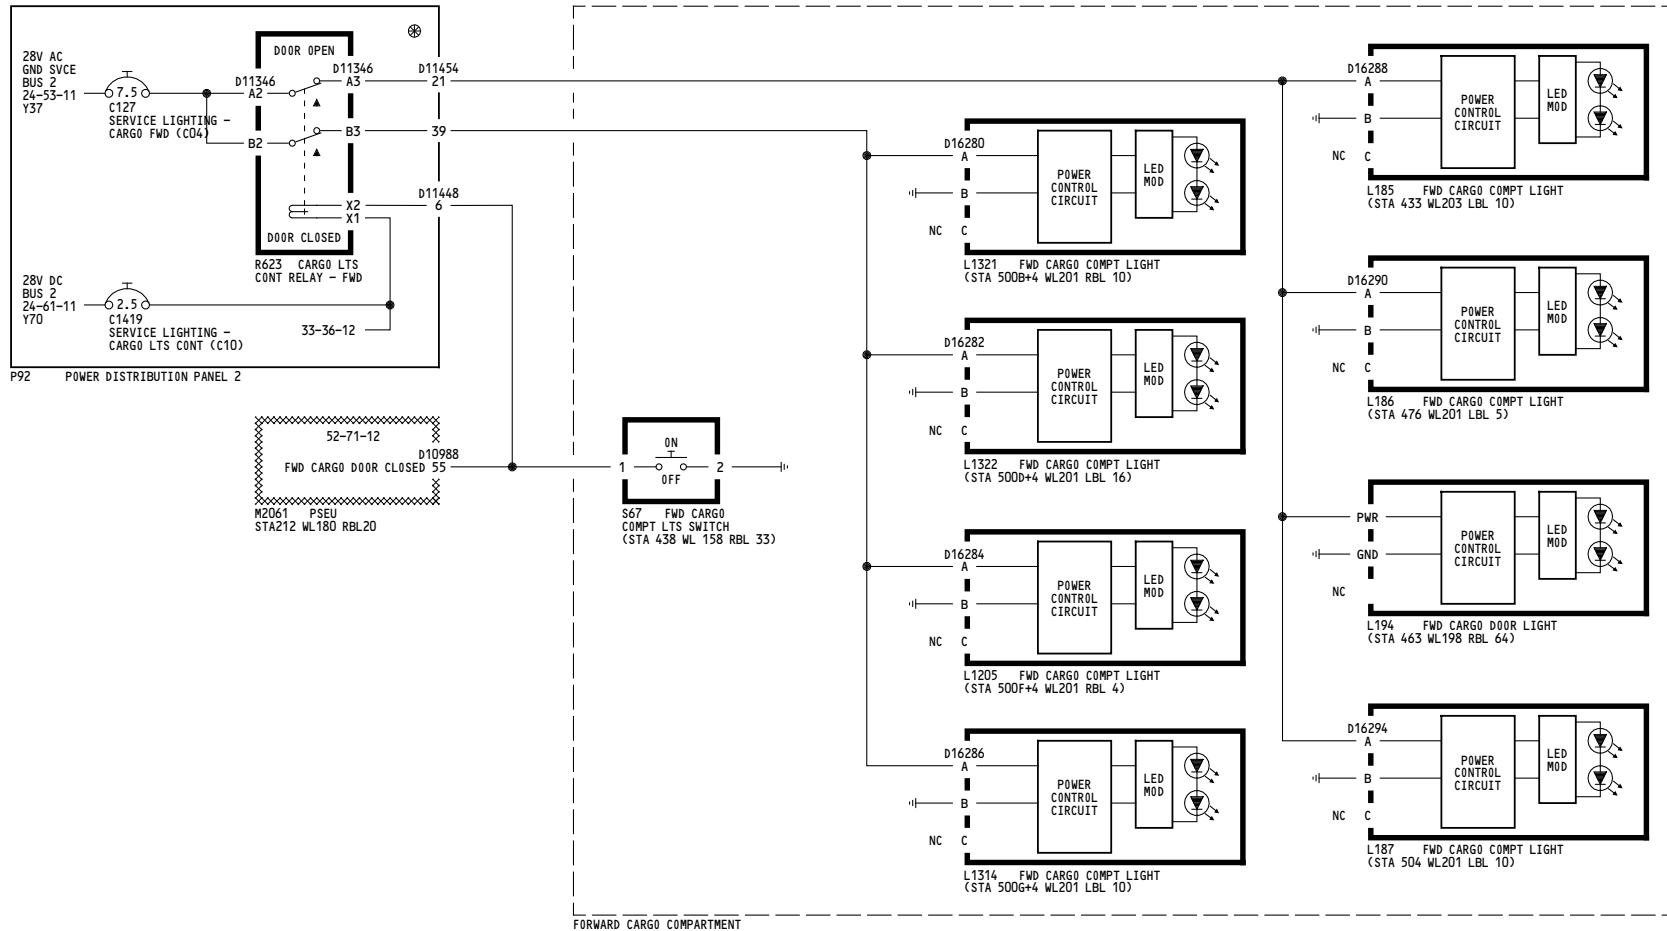 28V AC
GND SVCE
BUS 2
24-53-11
Y37
7.5
C127
SERVICE LIGHTING -
CARGO FWD (C04)
DOOR OPEN
D11346
A2
D11346
A3
B2
B3
X2
X1
DOOR CLOSED
R623 CARGO LTS
CONT RELAY - FWD
D11454
21
39
D11448
6
28V DC
BUS 2
24-61-11
Y70
2.5
C1419
SERVICE LIGHTING -
CARGO LTS CONT (C10)
33-36-12
P92 POWER DISTRIBUTION PANEL 2
52-71-12
D10988
FWD CARGO DOOR CLOSED 55
M2061 PSEU
STA212 WL180 RBL20
ON
1
2
OFF
S67 FWD CARGO
COMPT LTS SWITCH
(STA 438 WL 158 RBL 33)
D16280
A
B
NC C
POWER
CONTROL
CIRCUIT
LED
MOD
L1321 FWD CARGO COMPT LIGHT
(STA 500B+4 WL201 RBL 10)
D16282
A
B
NC C
POWER
CONTROL
CIRCUIT
LED
MOD
L1322 FWD CARGO COMPT LIGHT
(STA 500D+4 WL201 LBL 16)
D16284
A
B
NC C
POWER
CONTROL
CIRCUIT
LED
MOD
L1205 FWD CARGO COMPT LIGHT
(STA 500F+4 WL201 RBL 4)
D16286
A
B
NC C
POWER
CONTROL
CIRCUIT
LED
MOD
L1314 FWD CARGO COMPT LIGHT
(STA 500G+4 WL201 LBL 10)
D16288
A
B
NC C
POWER
CONTROL
CIRCUIT
LED
MOD
L185 FWD CARGO COMPT LIGHT
(STA 433 WL203 LBL 10)
D16290
A
B
NC C
POWER
CONTROL
CIRCUIT
LED
MOD
L186 FWD CARGO COMPT LIGHT
(STA 476 WL201 LBL 5)
PWR
GND
NC
POWER
CONTROL
CIRCUIT
LED
MOD
L194 FWD CARGO DOOR LIGHT
(STA 463 WL198 RBL 64)
D16294
A
B
NC C
POWER
CONTROL
CIRCUIT
LED
MOD
L187 FWD CARGO COMPT LIGHT
(STA 504 WL201 LBL 10)
FORWARD CARGO COMPARTMENT